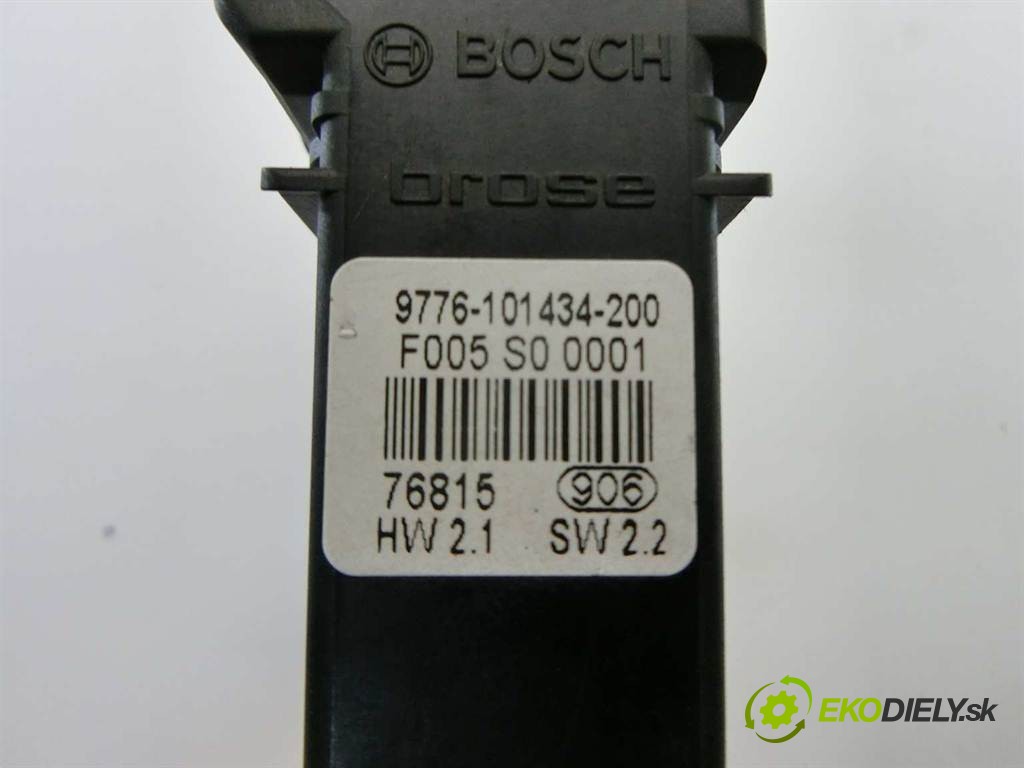 BOSCH
brose
9776-101434-200
F005 S0 0001
76815 906
HW 2.1 SW 2.2
EKODIELY.sk